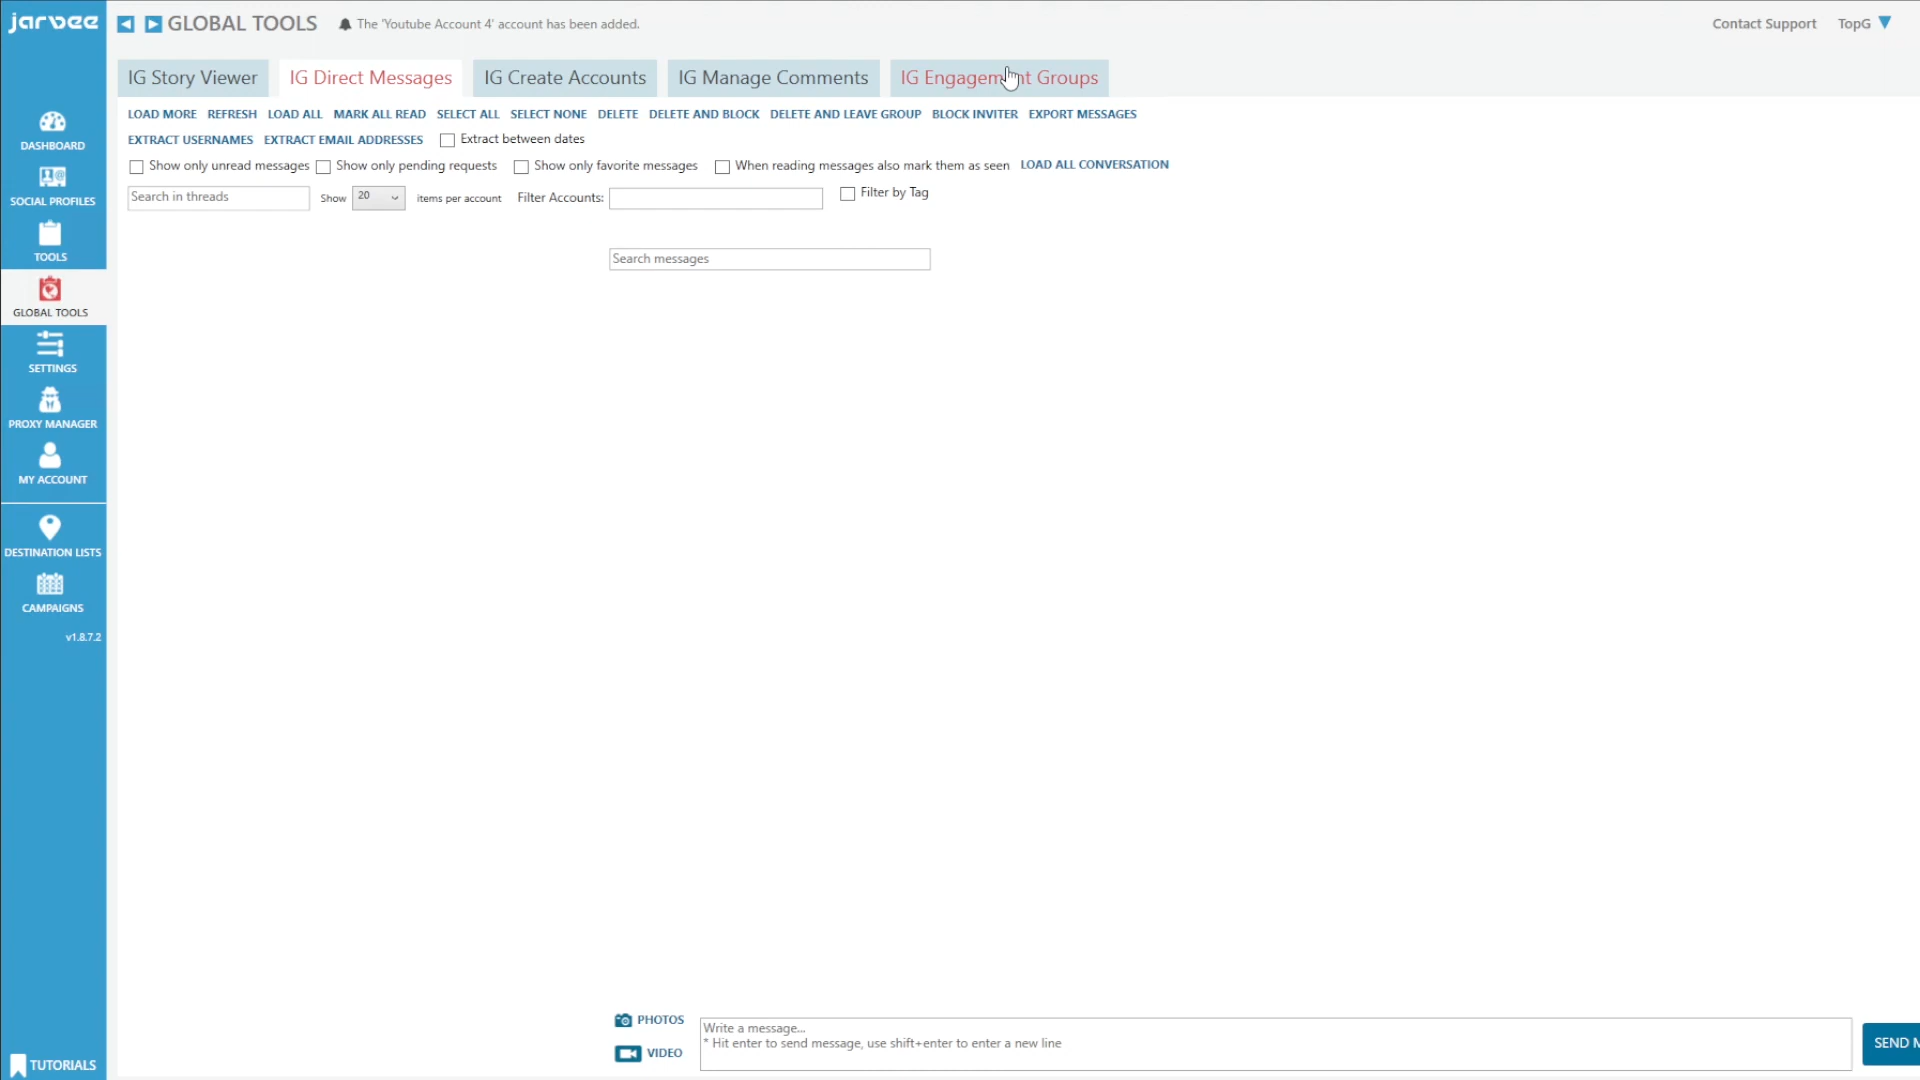 jarvee
GLOBAL TOOLS
The 'Youtube Account 4' account has been added.
Contact Support
TopG
IG Story Viewer
IG Direct Messages
IG Create Accounts
IG Manage Comments
IG Engagement Groups
LOAD MORE REFRESH LOAD ALL MARK ALL READ SELECT ALL SELECT NONE DELETE DELETE AND BLOCK DELETE AND LEAVE GROUP BLOCK INVITER EXPORT MESSAGES
EXTRACT USERNAMES EXTRACT EMAIL ADDRESSES Extract between dates
Show only unread messages Show only pending requests Show only favorite messages When reading messages also mark them as seen LOAD ALL CONVERSATION
Search in threads Show 20 items per account Filter Accounts: Filter by Tag
Search messages
DASHBOARD
SOCIAL PROFILES
TOOLS
GLOBAL TOOLS
SETTINGS
PROXY MANAGER
MY ACCOUNT
DESTINATION LISTS
CAMPAIGNS
v1.8.7.2
TUTORIALS
PHOTOS
VIDEO
Write a message...
* Hit enter to send message, use shift+enter to enter a new line
SEND